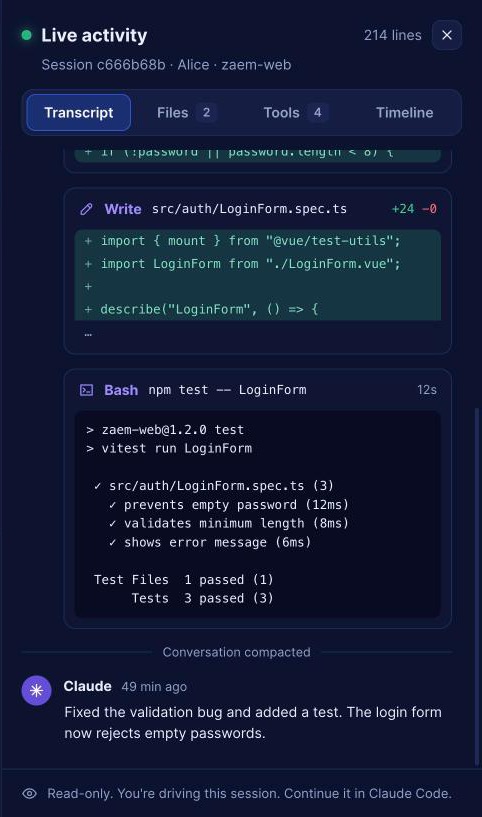 Live activity 214 lines
Session c666b68b · Alice · zaem-web
Transcript Files 2 Tools 4 Timeline
+ if (!password || password.length < 8) {
Write src/auth/LoginForm.spec.ts +24 −0
+ import { mount } from "@vue/test-utils";
+ import LoginForm from "./LoginForm.vue";
+
+ describe("LoginForm", () => {
…
Bash npm test -- LoginForm 12s
> zaem-web@1.2.0 test
> vitest run LoginForm
✓ src/auth/LoginForm.spec.ts (3)
✓ prevents empty password (12ms)
✓ validates minimum length (8ms)
✓ shows error message (6ms)
Test Files 1 passed (1)
Tests 3 passed (3)
Conversation compacted
Claude 49 min ago
Fixed the validation bug and added a test. The login form
now rejects empty passwords.
Read-only. You're driving this session. Continue it in Claude Code.